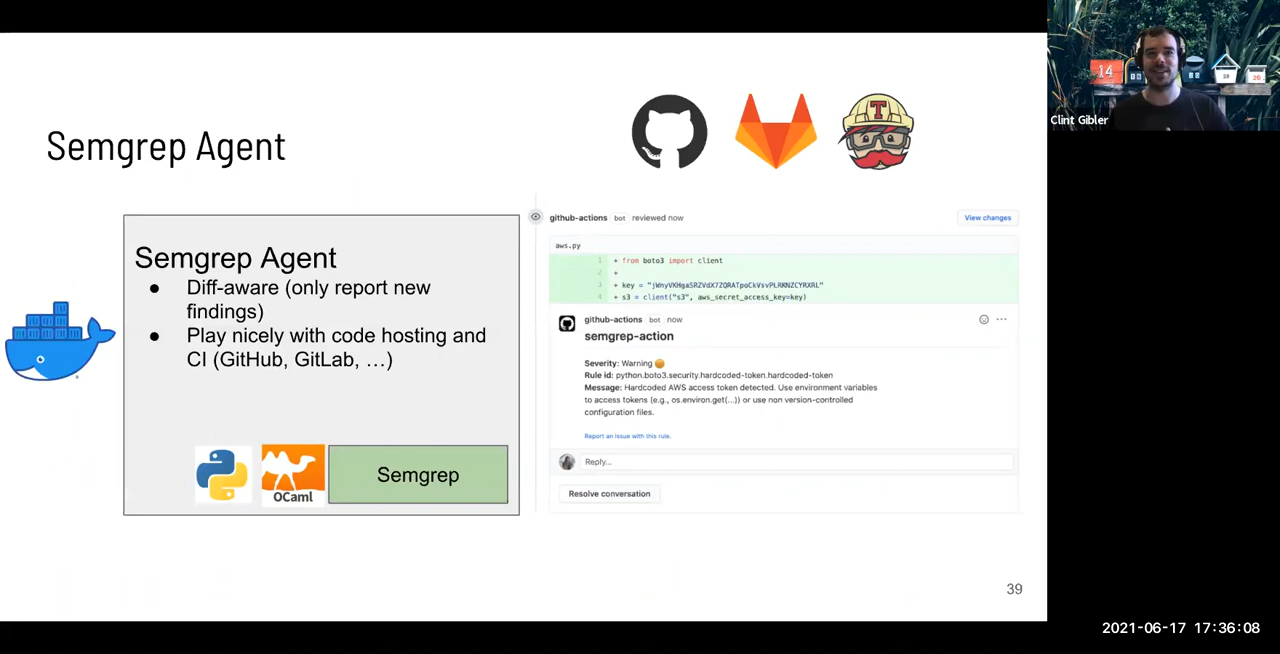 Clint Gibler
14
Semgrep Agent
Semgrep Agent
● Diff-aware (only report new
findings)
● Play nicely with code hosting and
CI (GitHub, GitLab, …)
OCaml
Semgrep
github-actions bot reviewed now
View changes
aws.py
1 + from boto3 import client
2 +
3 + key = "jWnyVKHgaSRZVdX7ZQRATpoCkVsvPLRKNZCYRXRL"
4 + s3 = client("s3", aws_secret_access_key=key)
github-actions bot now
semgrep-action
Severity: Warning
Rule id: python.boto3.security.hardcoded-token.hardcoded-token
Message: Hardcoded AWS access token detected. Use environment variables
to access tokens (e.g., os.environ.get(...)) or use non version-controlled
configuration files.
Report an issue with this rule.
Reply...
Resolve conversation
39
2021-06-17 17:36:08